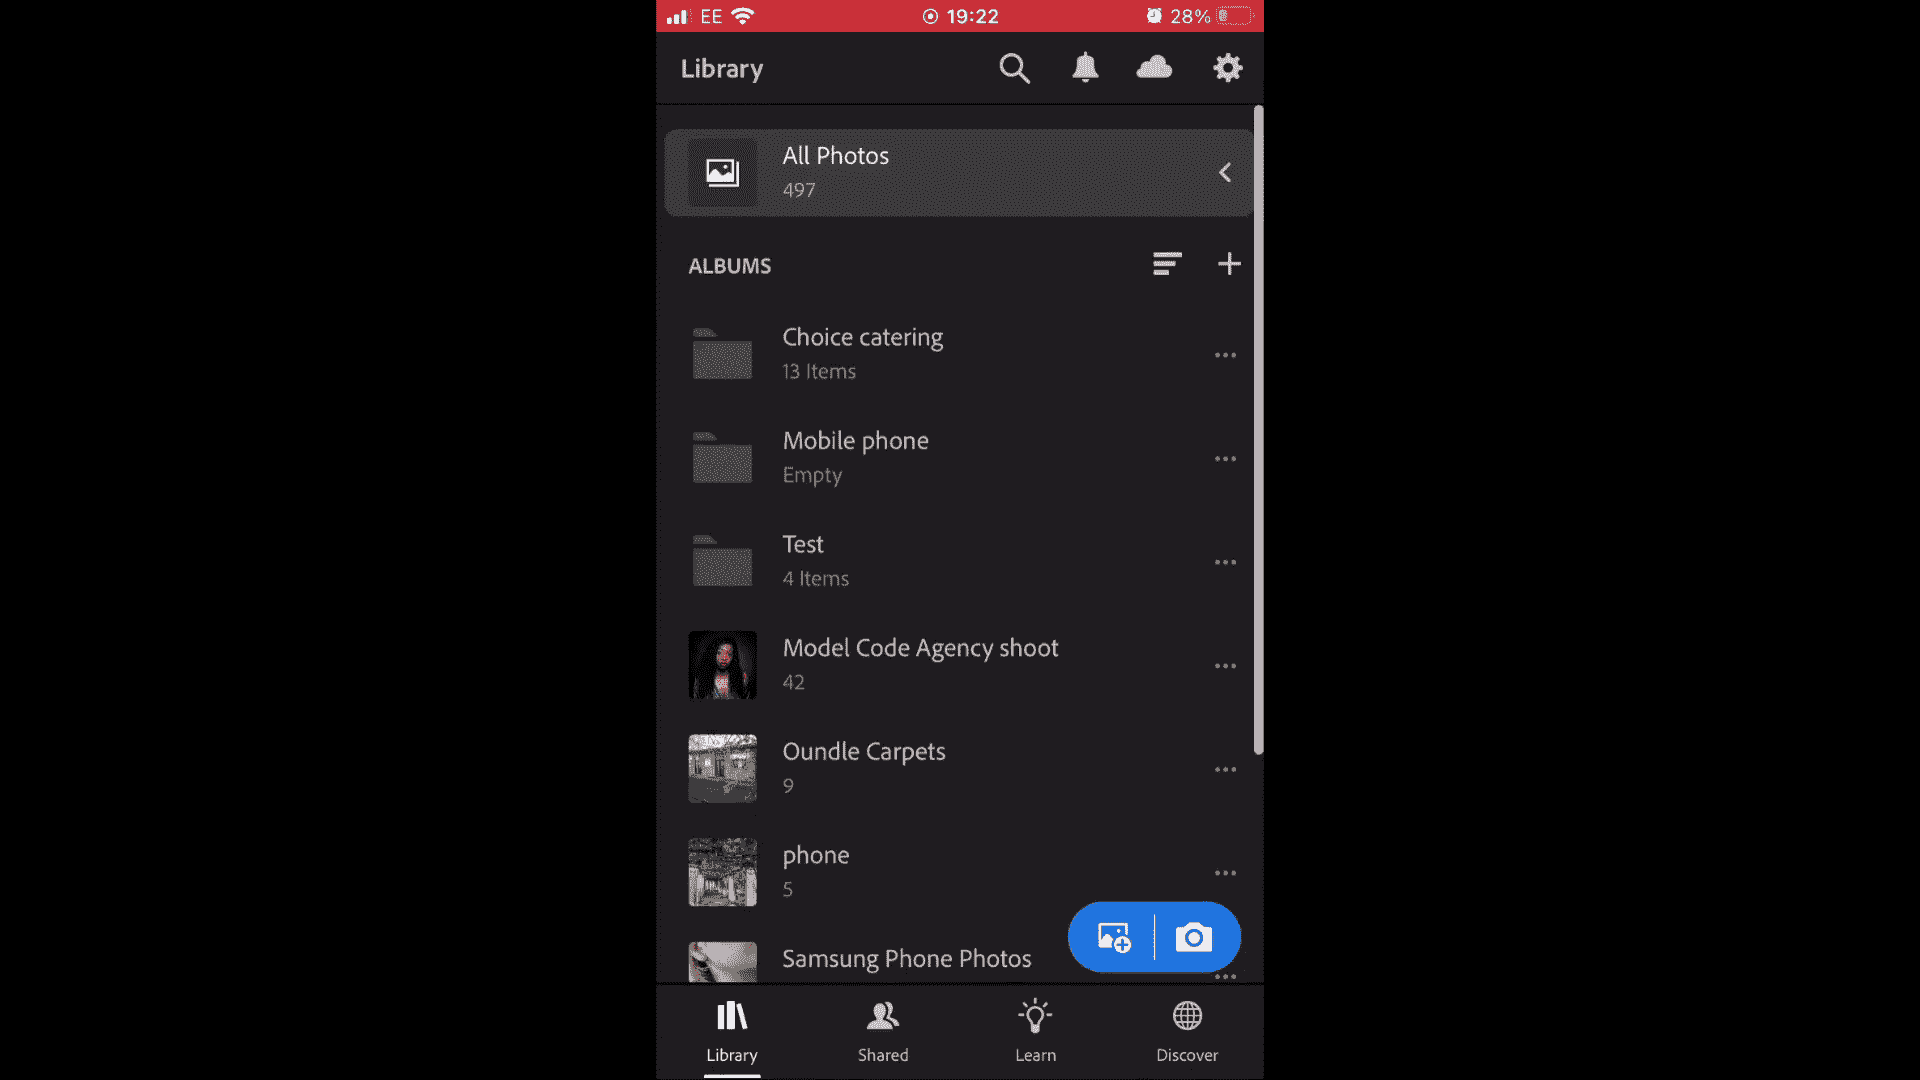 EE 19:22 28%
Library
All Photos
497
ALBUMS
Choice catering
13 Items
Mobile phone
Empty
Test
4 Items
Model Code Agency shoot
42
Oundle Carpets
9
phone
5
Samsung Phone Photos
Library Shared Learn Discover